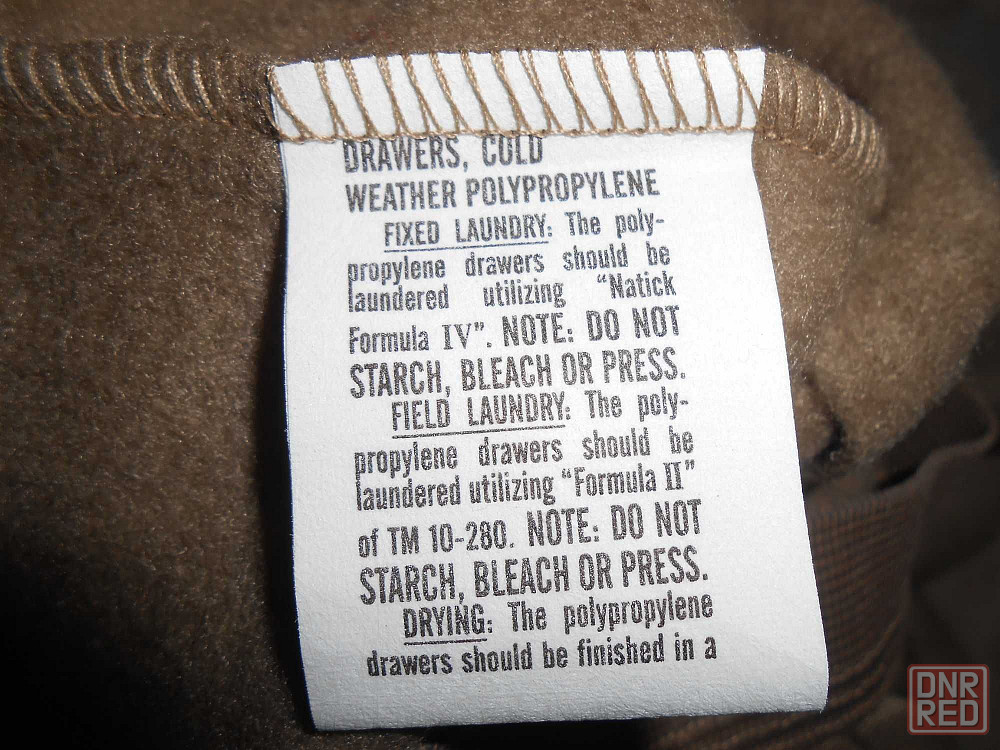 DRAWERS, COLD
WEATHER POLYPROPYLENE
FIXED LAUNDRY: The poly-
propylene drawers should be
laundered utilizing "Natick
Formula IV". NOTE: DO NOT
STARCH, BLEACH OR PRESS.
FIELD LAUNDRY: The poly-
propylene drawers should be
laundered utilizing "Formula II"
of TM 10-280. NOTE: DO NOT
STARCH, BLEACH OR PRESS.
DRYING: The polypropylene
drawers should be finished in a
DNR
RED